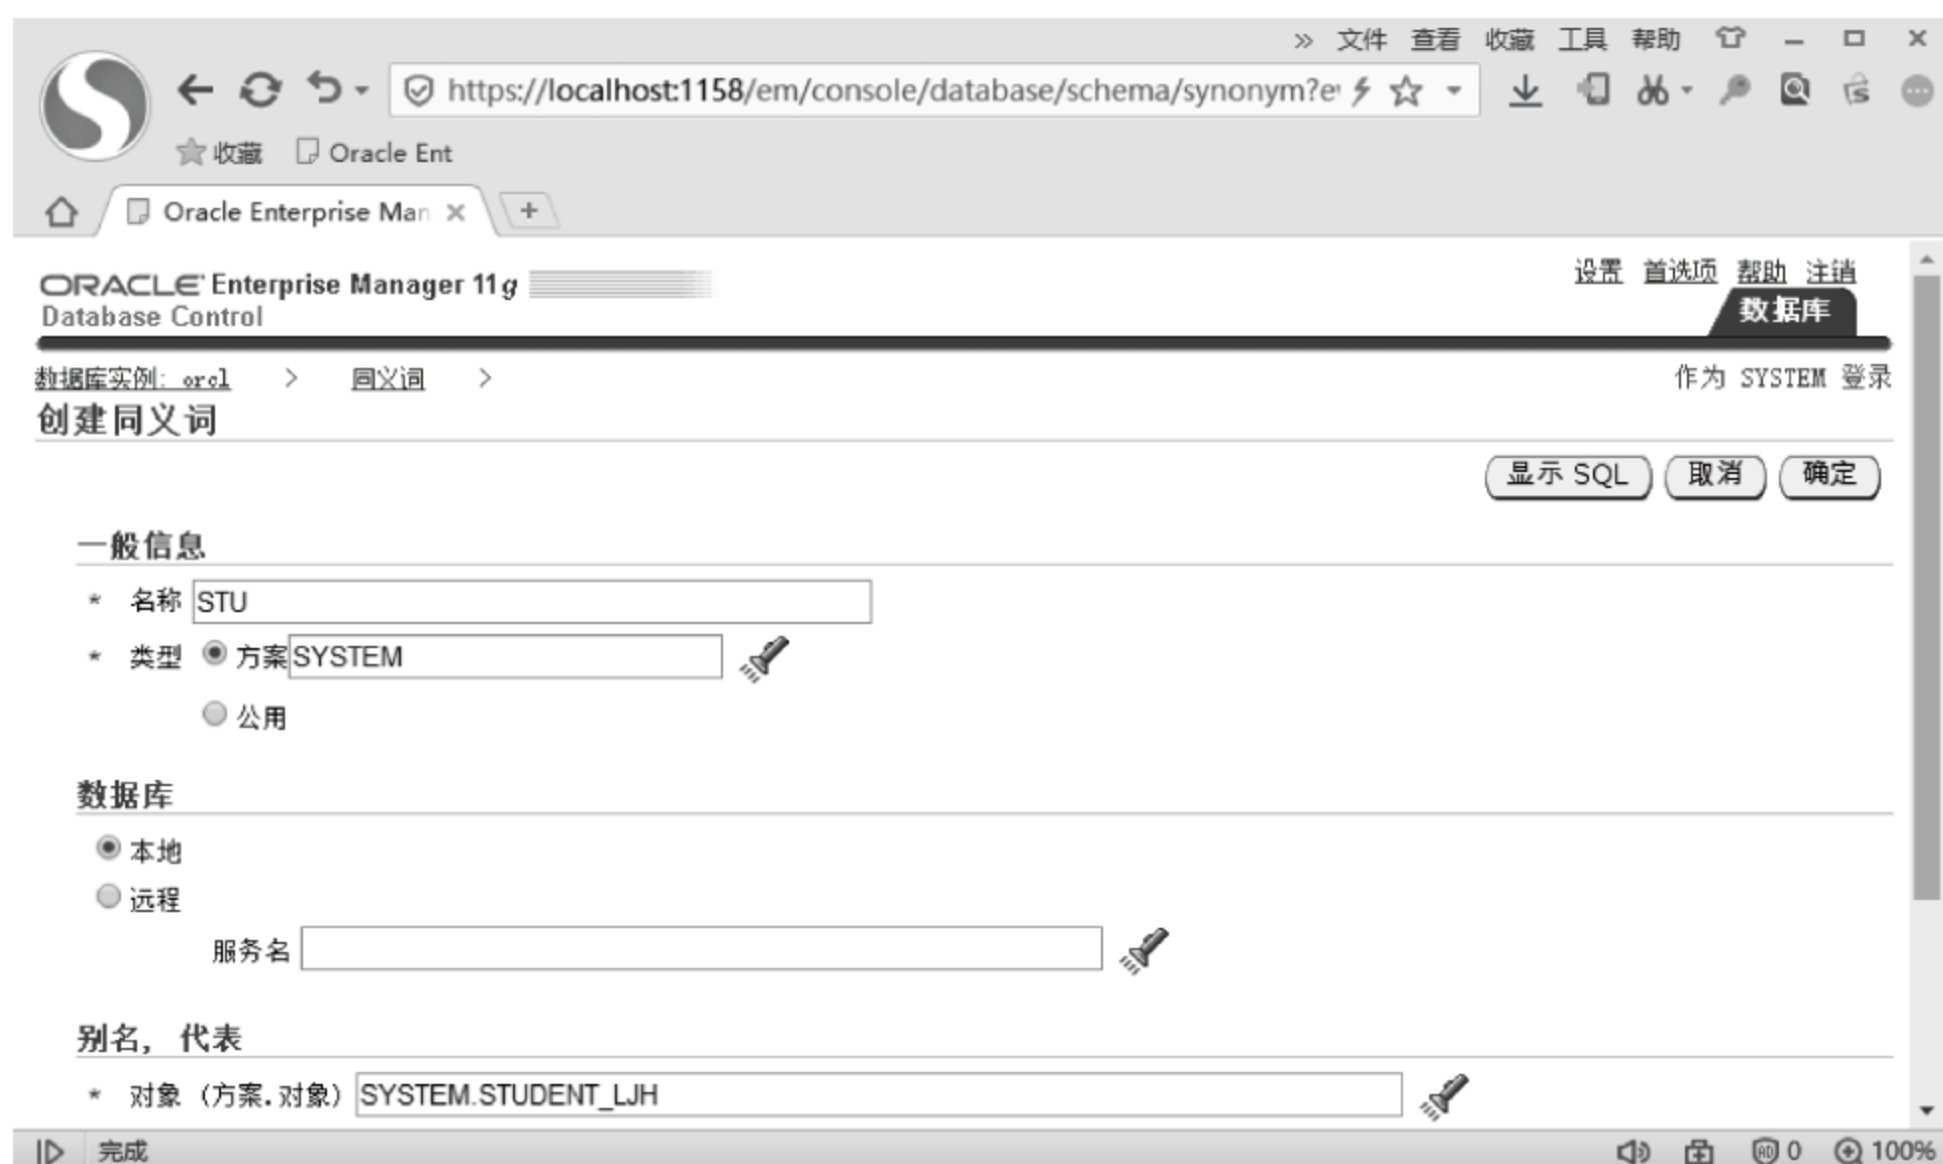 » 文件 查看 收藏 工具 帮助
https://localhost:1158/em/console/database/schema/synonym?e
收藏 Oracle Ent
Oracle Enterprise Man
ORACLE Enterprise Manager 11g
Database Control
设置 首选项 帮助 注销
数据库
数据库实例: orcl > 同义词 >
作为 SYSTEM 登录
创建同义词
显示 SQL 取消 确定
一般信息
* 名称 STU
* 类型 方案 SYSTEM
公用
数据库
本地
远程
服务名
别名, 代表
* 对象 (方案.对象) SYSTEM.STUDENT_LJH
完成
AD 0 100%